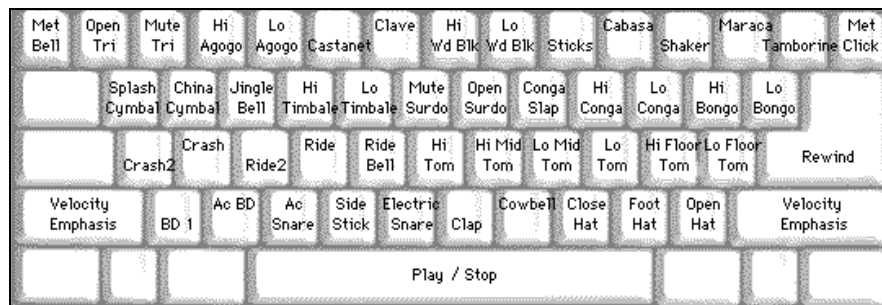 Met Bell Open Tri Mute Tri Hi Agogo Lo Agogo Castanet Clave Hi Wd Blk Lo Wd Blk Sticks Cabasa Shaker Maraca Tamborine Met Click
Splash Cymbal China Cymbal Jingle Bell Hi Timbale Lo Timbale Mute Surdo Open Surdo Conga Slap Hi Conga Lo Conga Hi Bongo Lo Bongo
Crash2 Crash Ride2 Ride Ride Bell Hi Tom Hi Mid Tom Lo Mid Tom Lo Tom Hi Floor Tom Lo Floor Tom Rewind
Velocity Emphasis BD 1 Ac BD Ac Snare Side Stick Electric Snare Clap Cowbell Close Hat Foot Hat Open Hat Velocity Emphasis
Play / Stop